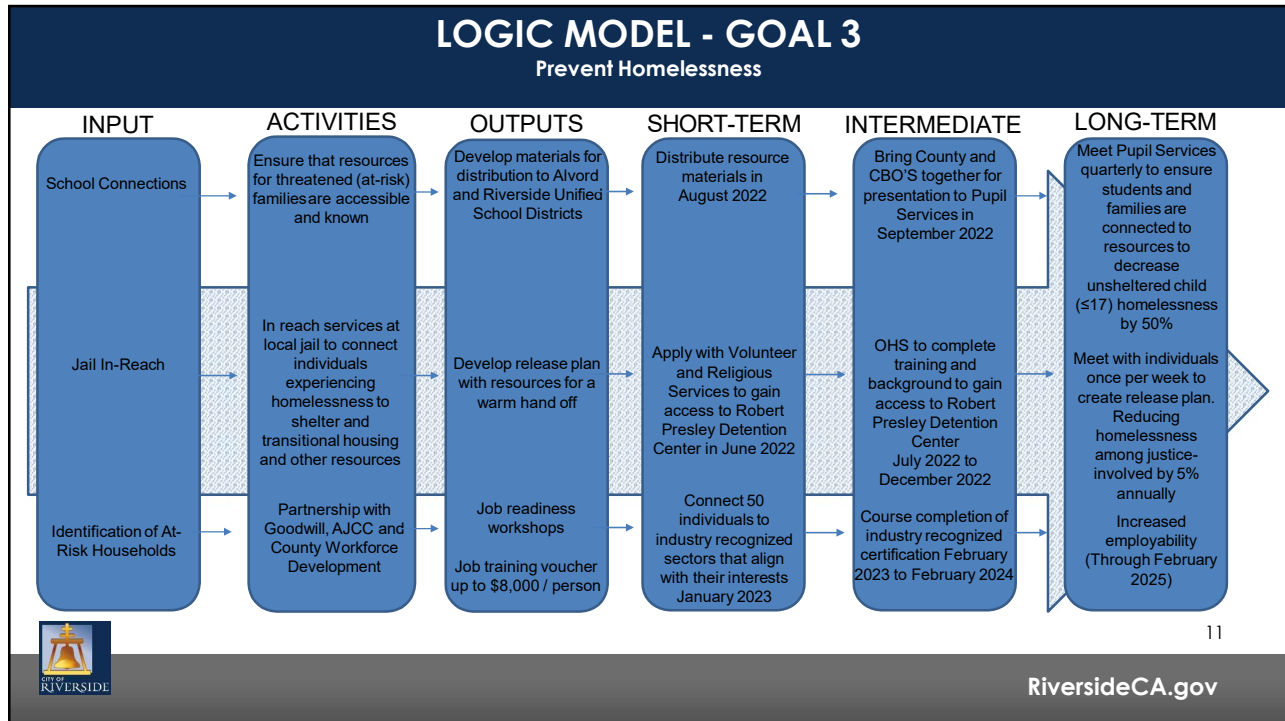 LOGIC MODEL - GOAL 3
Prevent Homelessness
INPUT
School Connections
Jail In-Reach
Identification of At-
Risk Households
ACTIVITIES
Ensure that resources
for threatened (at-risk)
families are accessible
and known
In reach services at
local jail to connect
individuals
experiencing
homelessness to
shelter and
transitional housing
and other resources
Partnership with
Goodwill, AJCC and
County Workforce
Development
OUTPUTS
Develop materials for
distribution to Alvord
and Riverside Unified
School Districts
Develop release plan
with resources for a
warm hand off
Job readiness
workshops
Job training voucher
up to $8,000 / person
SHORT-TERM
Distribute resource
materials in
August 2022
Apply with Volunteer
and Religious
Services to gain
access to Robert
Presley Detention
Center in June 2022
Connect 50
individuals to
industry recognized
sectors that align
with their interests
January 2023
INTERMEDIATE
Bring County and
CBO'S together for
presentation to Pupil
Services in
September 2022
OHS to complete
training and
background to gain
access to Robert
Presley Detention
Center
July 2022 to
December 2022
Course completion of
industry recognized
certification February
2023 to February 2024
LONG-TERM
Meet Pupil Services
quarterly to ensure
students and
families are
connected to
resources to
decrease
unsheltered child
(≤17) homelessness
by 50%
Meet with individuals
once per week to
create release plan.
Reducing
homelessness
among justice-
involved by 5%
annually
Increased
employability
(Through February
2025)
11
CITY OF
RIVERSIDE
RiversideCA.gov